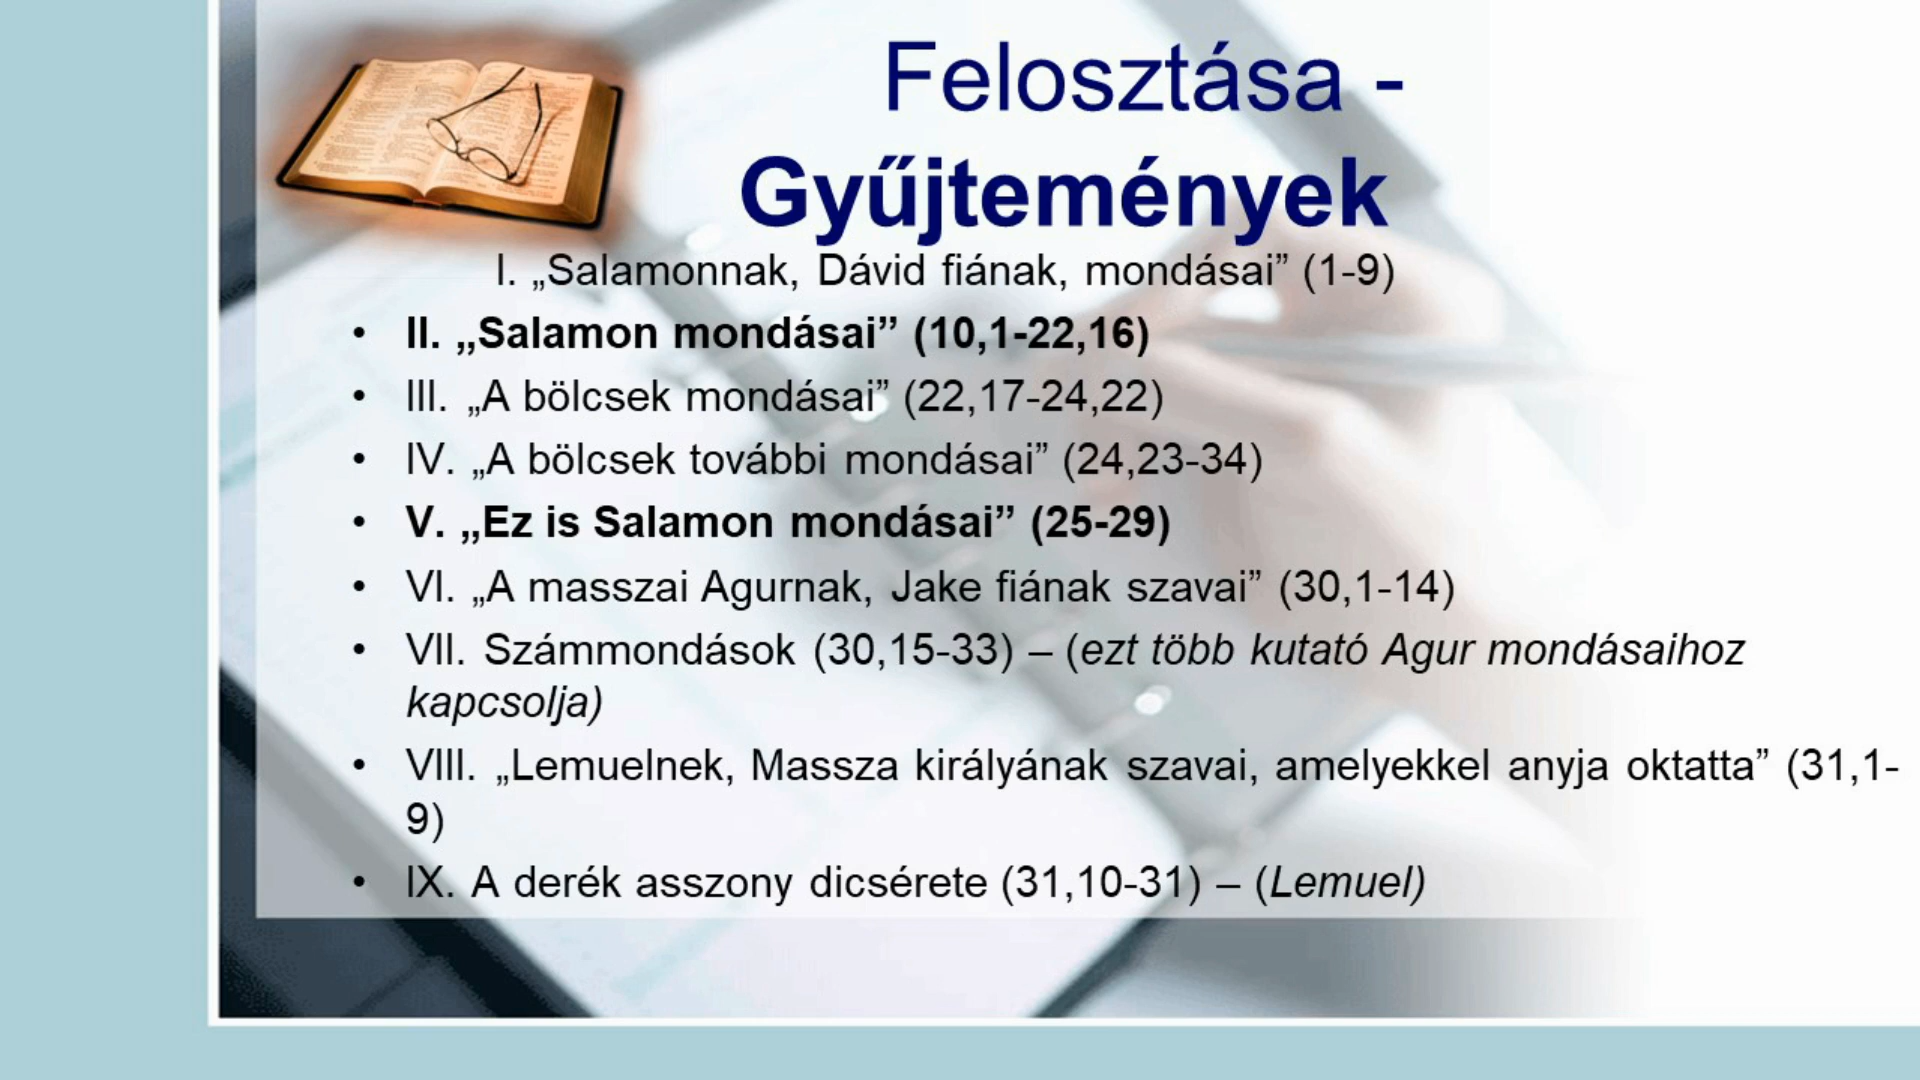 Felosztása -
Gyűjtemények
I. „Salamonnak, Dávid fiának, mondásai” (1-9)
• II. „Salamon mondásai” (10,1-22,16)
• III. „A bölcsek mondásai” (22,17-24,22)
• IV. „A bölcsek további mondásai” (24,23-34)
• V. „Ez is Salamon mondásai” (25-29)
• VI. „A masszai Agurnak, Jake fiának szavai” (30,1-14)
• VII. Számmondások (30,15-33) – (ezt több kutató Agur mondásaihoz
kapcsolja)
• VIII. „Lemuelnek, Massza királyának szavai, amelyekkel anyja oktatta” (31,1-
9)
• IX. A derék asszony dicsérete (31,10-31) – (Lemuel)